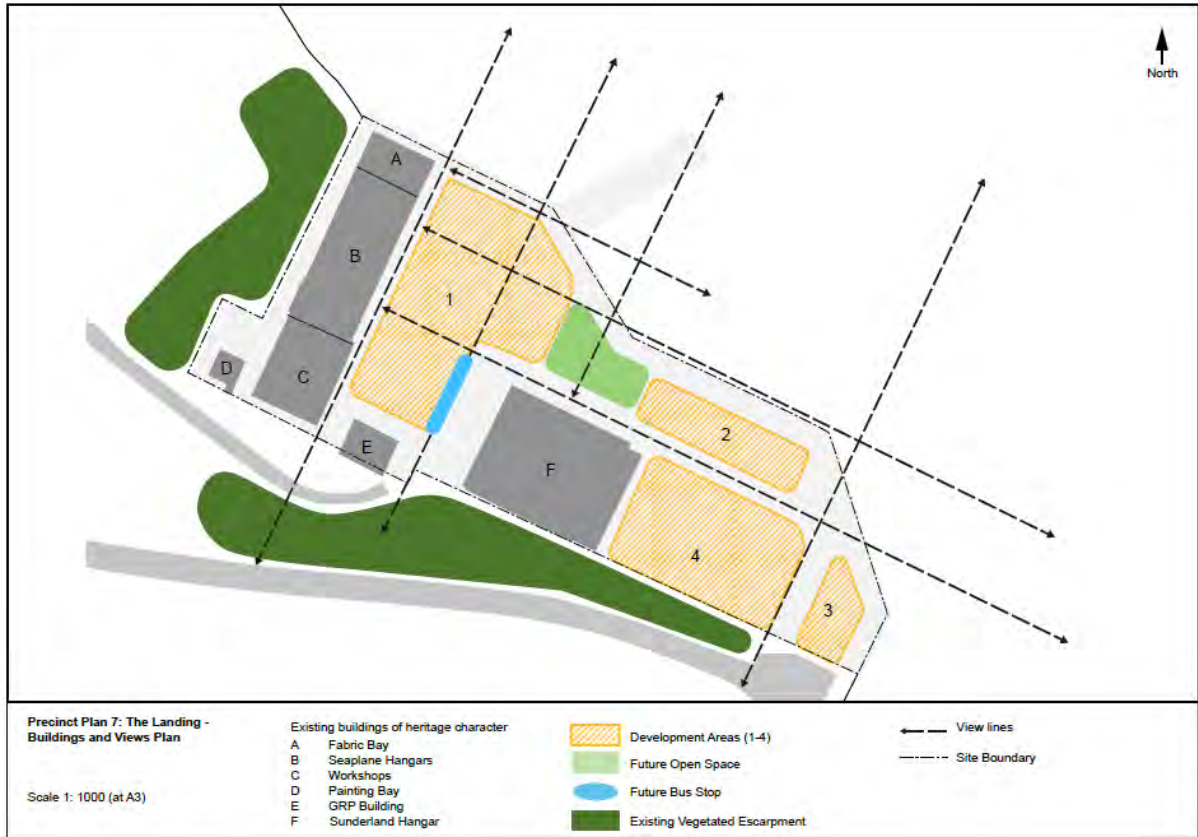 North
A
B
1
D
C
E
F
2
4
3
Precinct Plan 7: The Landing -
Buildings and Views Plan
Scale 1: 1000 (at A3)
Existing buildings of heritage character
A Fabric Bay
B Seaplane Hangars
C Workshops
D Painting Bay
E GRP Building
F Sunderland Hangar
Development Areas (1-4)
Future Open Space
Future Bus Stop
Existing Vegetated Escarpment
View lines
Site Boundary